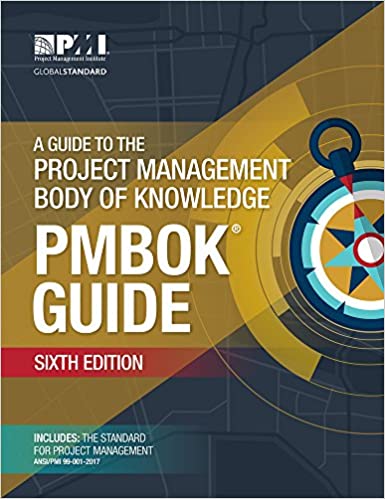 PMI
Project Management Institute
GLOBALSTANDARD
A GUIDE TO THE
PROJECT MANAGEMENT
BODY OF KNOWLEDGE
PMBOK®
GUIDE
SIXTH EDITION
INCLUDES: THE STANDARD
FOR PROJECT MANAGEMENT
ANSI/PMI 99-001-2017